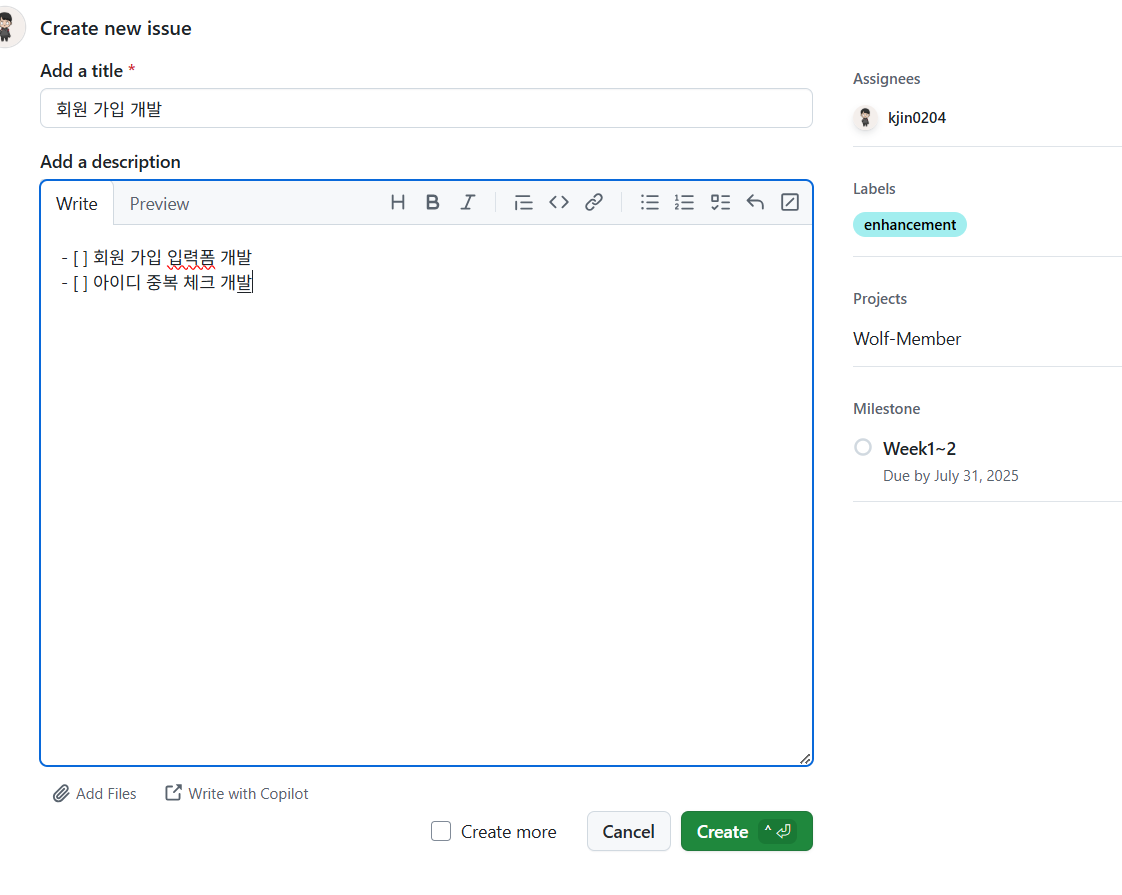 Create new issue
Add a title *
회원 가입 개발
Add a description
Write
Preview
- [ ] 회원 가입 입력폼 개발
- [ ] 아이디 중복 체크 개발
Add Files
Write with Copilot
Create more
Cancel
Create
Assignees
kjin0204
Labels
enhancement
Projects
Wolf-Member
Milestone
Week1~2
Due by July 31, 2025